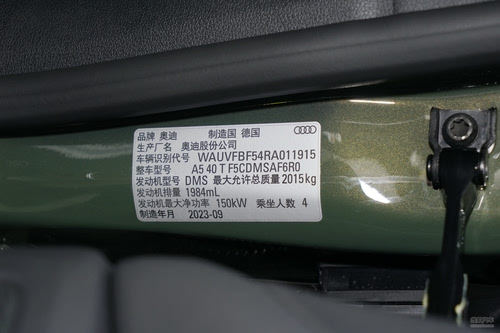 品牌 奥迪 制造国 德国
生产厂名 奥迪股份公司
车辆识别代号 WAUVFBF54RA011915
整车型号 A5 40 T F5CDMSAF6R0
发动机型号 DMS 最大允许总质量 2015kg
发动机排量 1984mL
发动机最大净功率 150kW 乘坐人数 4
制造年月 2023-09